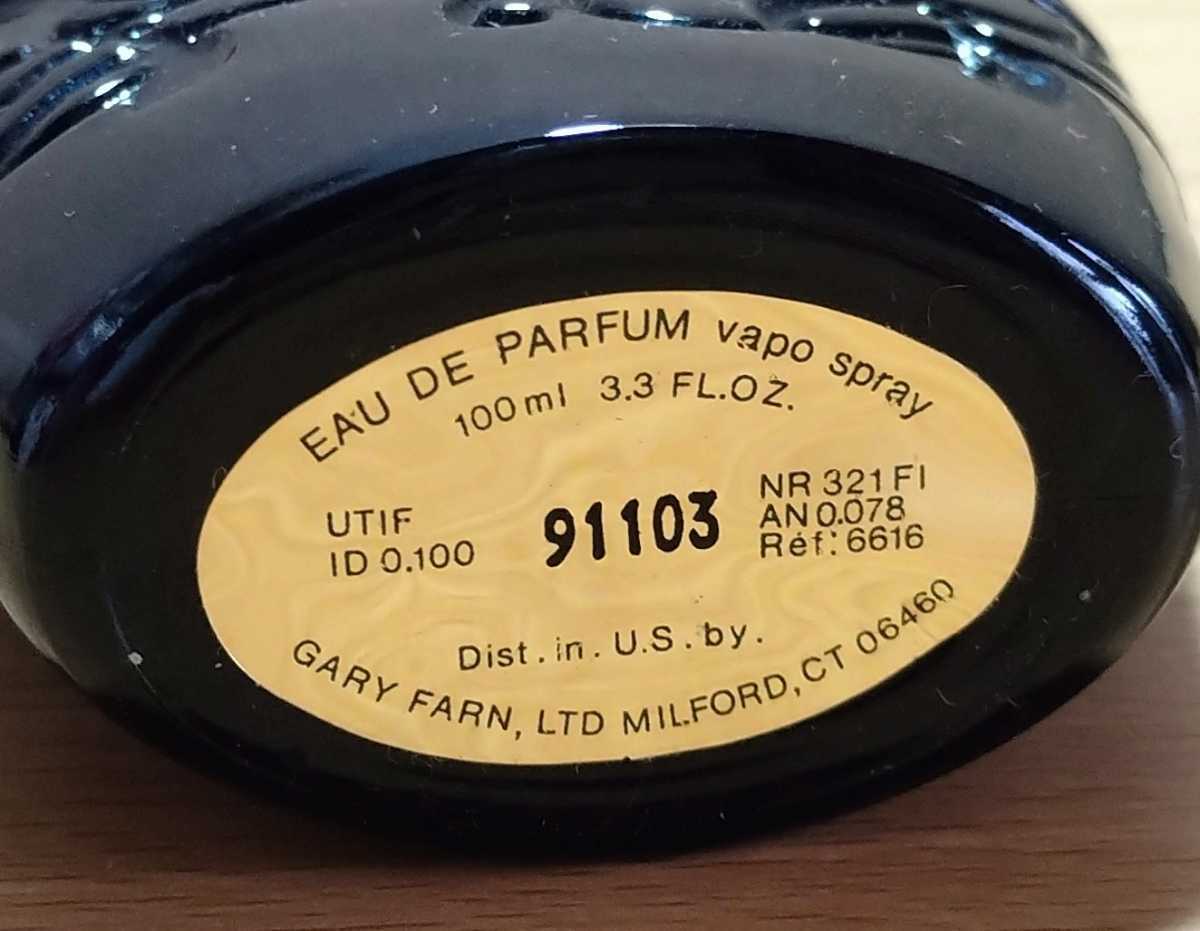 EAU DE PARFUM vapo spray
100ml 3.3 FL.OZ.
UTIF
ID 0.100
91103
NR 321 FI
AN 0.078
Réf: 6616
Dist. in. U.S. by.
GARY FARN, LTD MILFORD, CT 06460